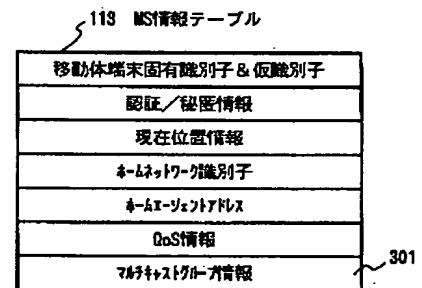 113 MS情報テーブル
移動体端末固有識別子&仮識別子
認証／秘匿情報
現在位置情報
ホームネットワーク識別子
ホームエージェントアドレス
QoS情報
マルチキャストグループ情報
301